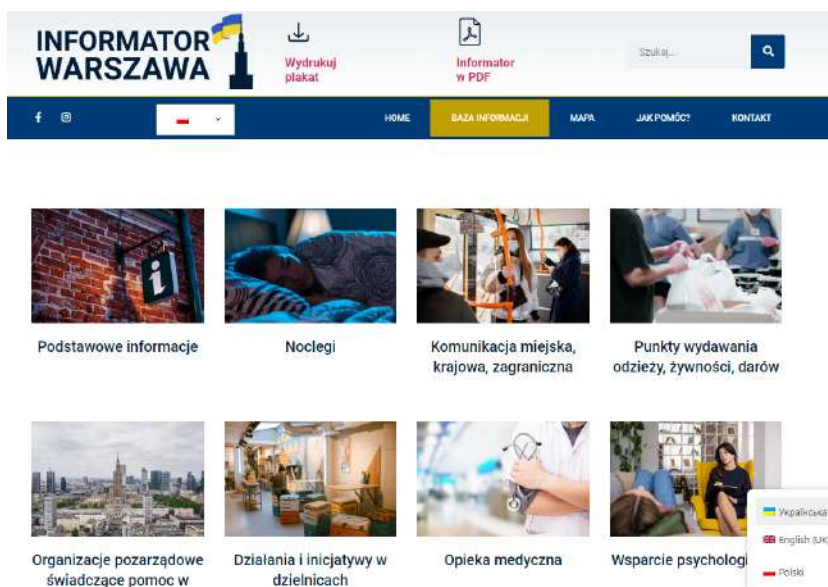 INFORMATOR
WARSZAWA
Wydrukuj
plakat
Informator
w PDF
Szukaj...
HOME
BAZA INFORMACJI
MAPA
JAK POMÓC?
KONTAKT
i
Podstawowe informacje
Noclegi
Komunikacja miejska,
krajowa, zagraniczna
Punkty wydawania
odzieży, żywności, darów
Organizacje pozarządowe
świadczące pomoc w
Działania i inicjatywy w
dzielnicach
Opieka medyczna
Wsparcie psychologi
Українська
English (UK)
Polski